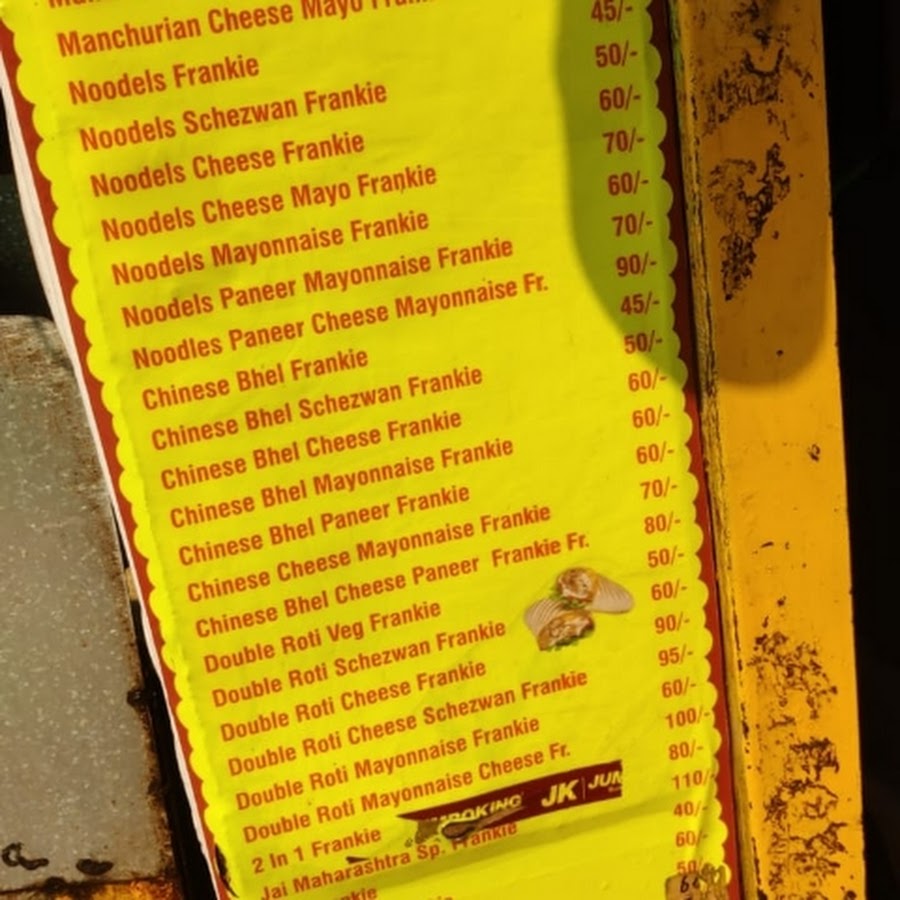 Manchurian Cheese Mayo
Noodels Frankie 45/-
Noodels Schezwan Frankie 50/-
Noodels Cheese Frankie 60/-
Noodels Cheese Mayo Frankie 70/-
Noodels Mayonnaise Frankie 60/-
Noodels Paneer Mayonnaise Frankie 70/-
Noodles Paneer Cheese Mayonnaise Fr. 90/-
Chinese Bhel Frankie 45/-
Chinese Bhel Schezwan Frankie 50/-
Chinese Bhel Cheese Frankie 60/-
Chinese Bhel Mayonnaise Frankie 60/-
Chinese Bhel Paneer Frankie 60/-
Chinese Cheese Mayonnaise Frankie 70/-
Chinese Bhel Cheese Paneer Frankie Fr. 80/-
Double Roti Veg Frankie 50/-
Double Roti Schezwan Frankie 60/-
Double Roti Cheese Frankie 90/-
Double Roti Cheese Schezwan Frankie 95/-
Double Roti Mayonnaise Frankie 60/-
Double Roti Mayonnaise Cheese Fr. 100/-
JK
2 In 1 Frankie 80/-
Jai Maharashtra Sp. Frankie 110/-
40/-
60/-